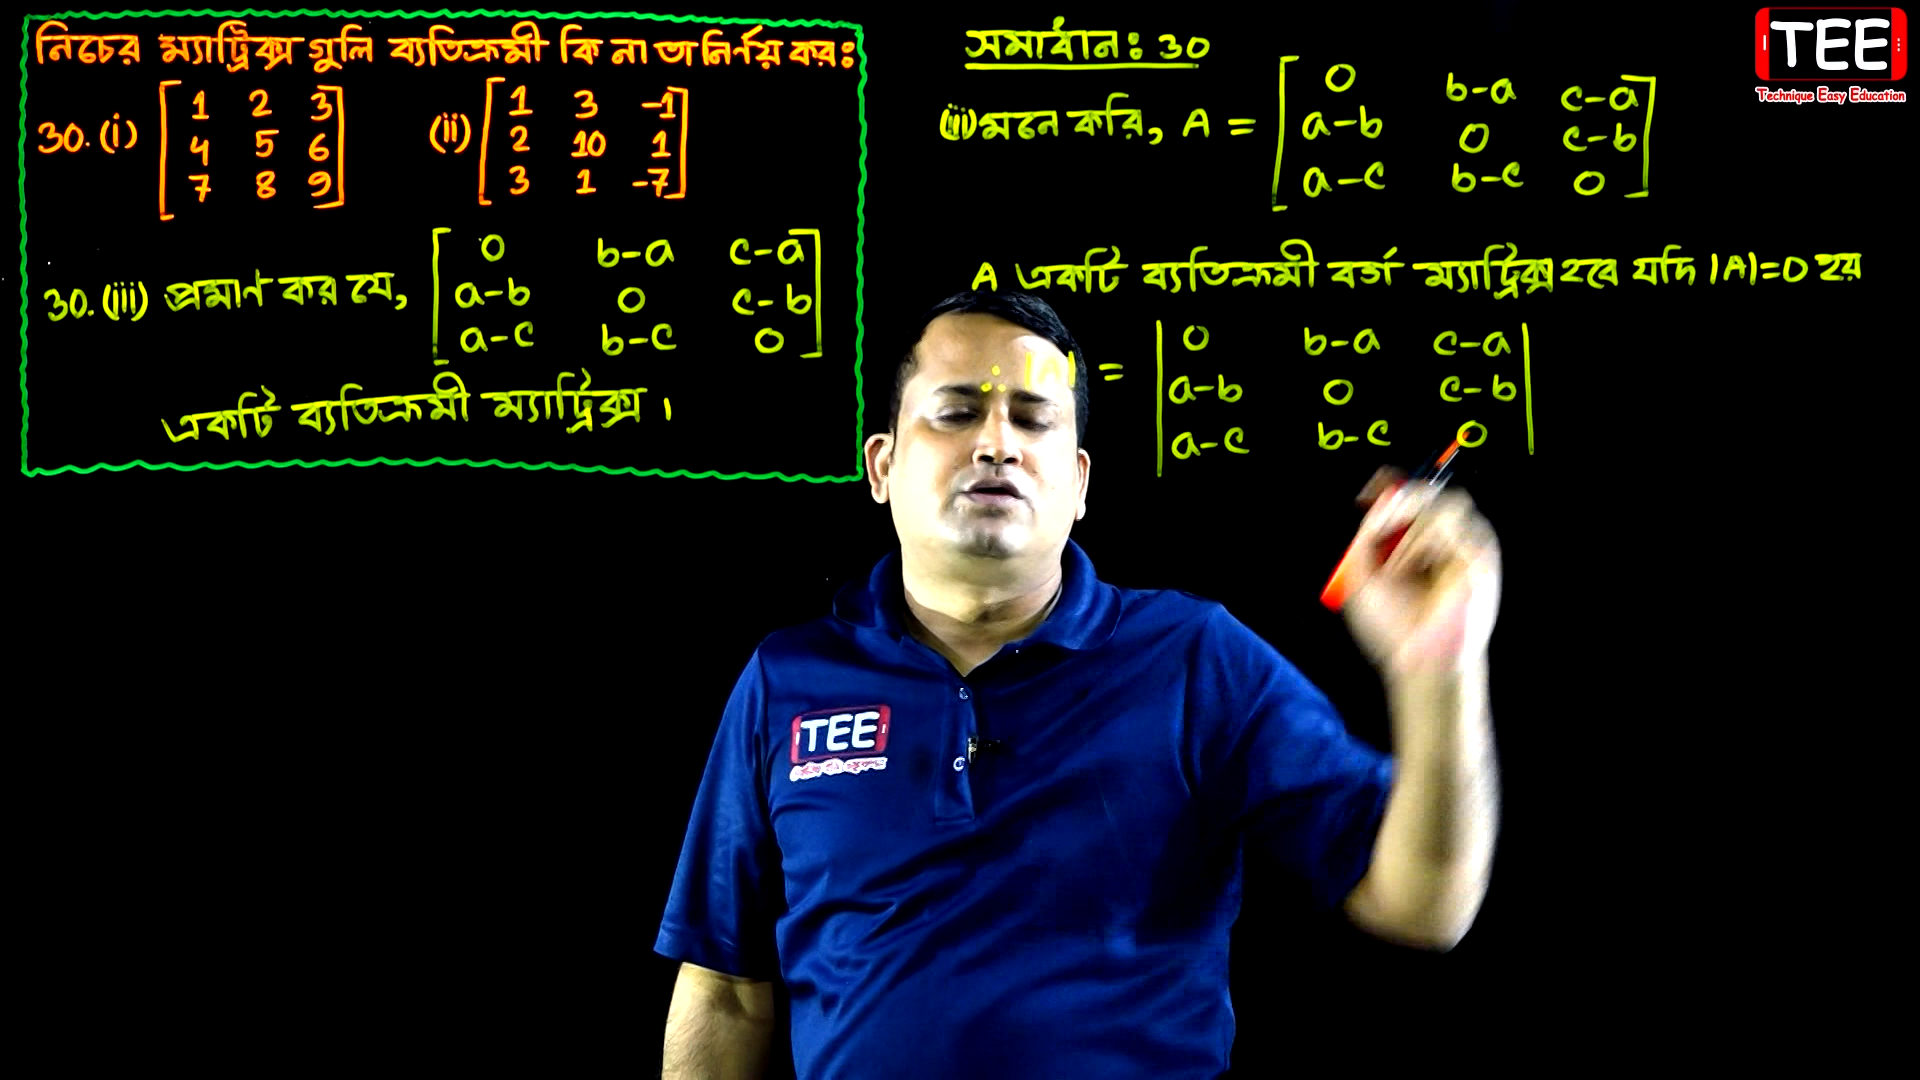 নিচের ম্যাট্রিক্স গুলি ব্যতিক্রমী কি না তা নির্ণয় কর:
30. (i) [1 2 3
4 5 6
7 8 9]
(ii) [1 3 -1
2 10 1
3 1 -7]
30. (iii) প্রমাণ কর যে, [0 b-a c-a
a-b 0 c-b
a-c b-c 0]
একটি ব্যতিক্রমী ম্যাট্রিক্স।
সমাধান: 30
(iii) মনে করি, A = [0 b-a c-a
a-b 0 c-b
a-c b-c 0]
A একটি ব্যতিক্রমী বর্গ ম্যাট্রিক্স হবে যদি |A|=0 হয়
∴ |A| = |0 b-a c-a
a-b 0 c-b
a-c b-c 0|
TEE
Technique Easy Education
TEE